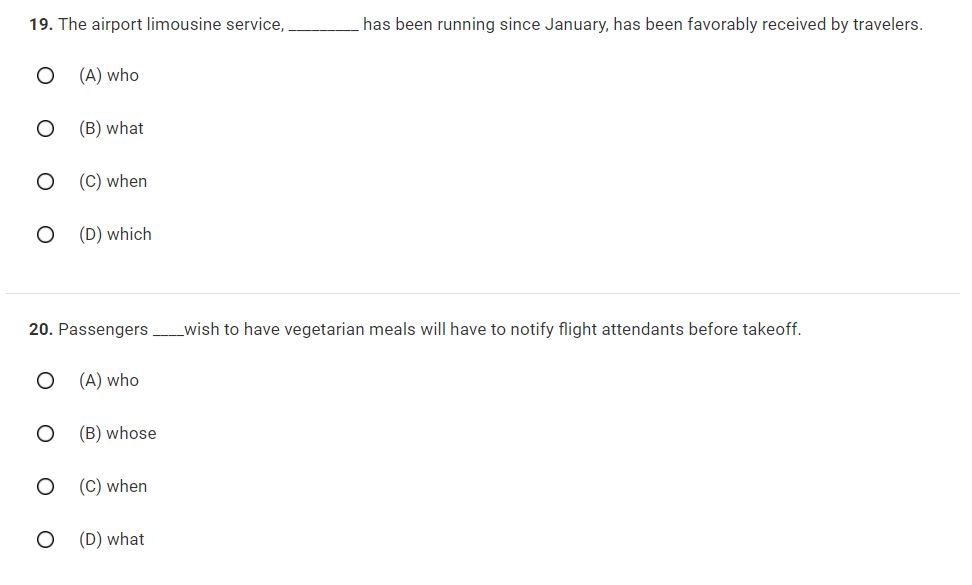 19. The airport limousine service, _________ has been running since January, has been favorably received by travelers.
(A) who
(B) what
(C) when
(D) which
20. Passengers ____wish to have vegetarian meals will have to notify flight attendants before takeoff.
(A) who
(B) whose
(C) when
(D) what